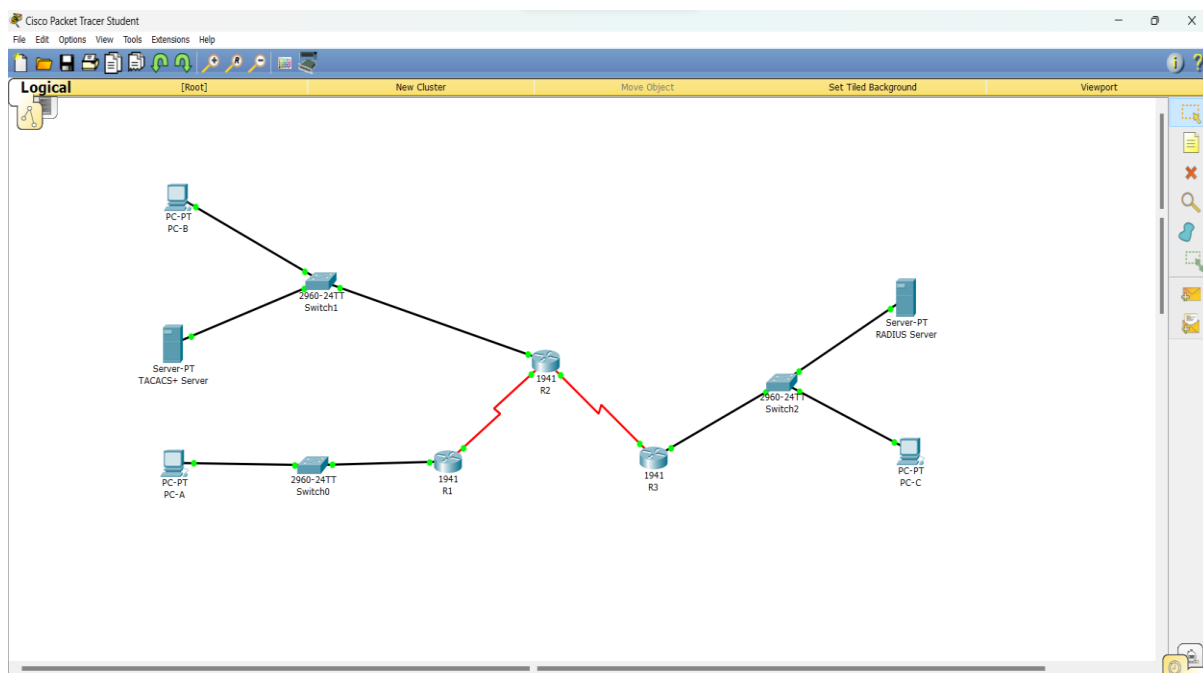 Cisco Packet Tracer Student
File Edit Options View Tools Extensions Help
Logical [Root] New Cluster Move Object Set Tiled Background Viewport
PC-PT
PC-B
2960-24TT
Switch1
Server-PT
TACACS+ Server
1941
R2
Server-PT
RADIUS Server
2960-24TT
Switch2
PC-PT
PC-A
2960-24TT
Switch0
1941
R1
1941
R3
PC-PT
PC-C